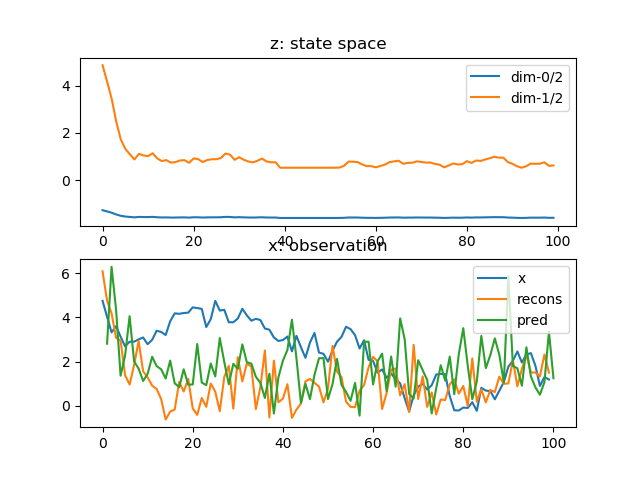 z: state space
dim-0/2
dim-1/2
4
2
0
0 20 40 60 80 100
x: observation
x
recons
pred
6
4
2
0
0 20 40 60 80 100